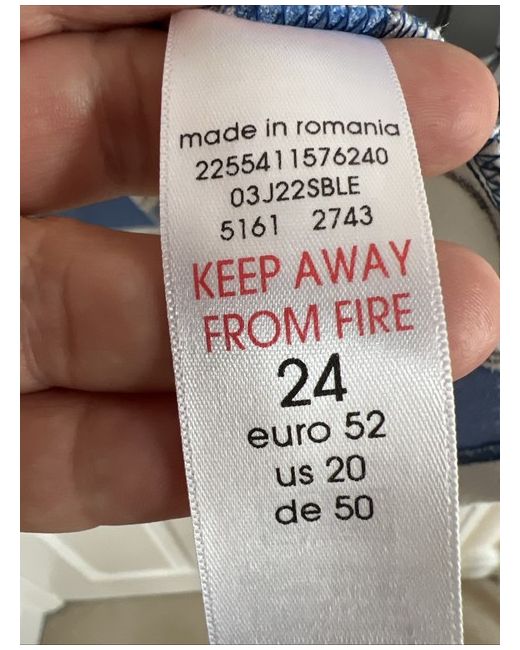 made in romania
2255411576240
03J22SBLE
5161 2743
KEEP AWAY
FROM FIRE
24
euro 52
us 20
de 50